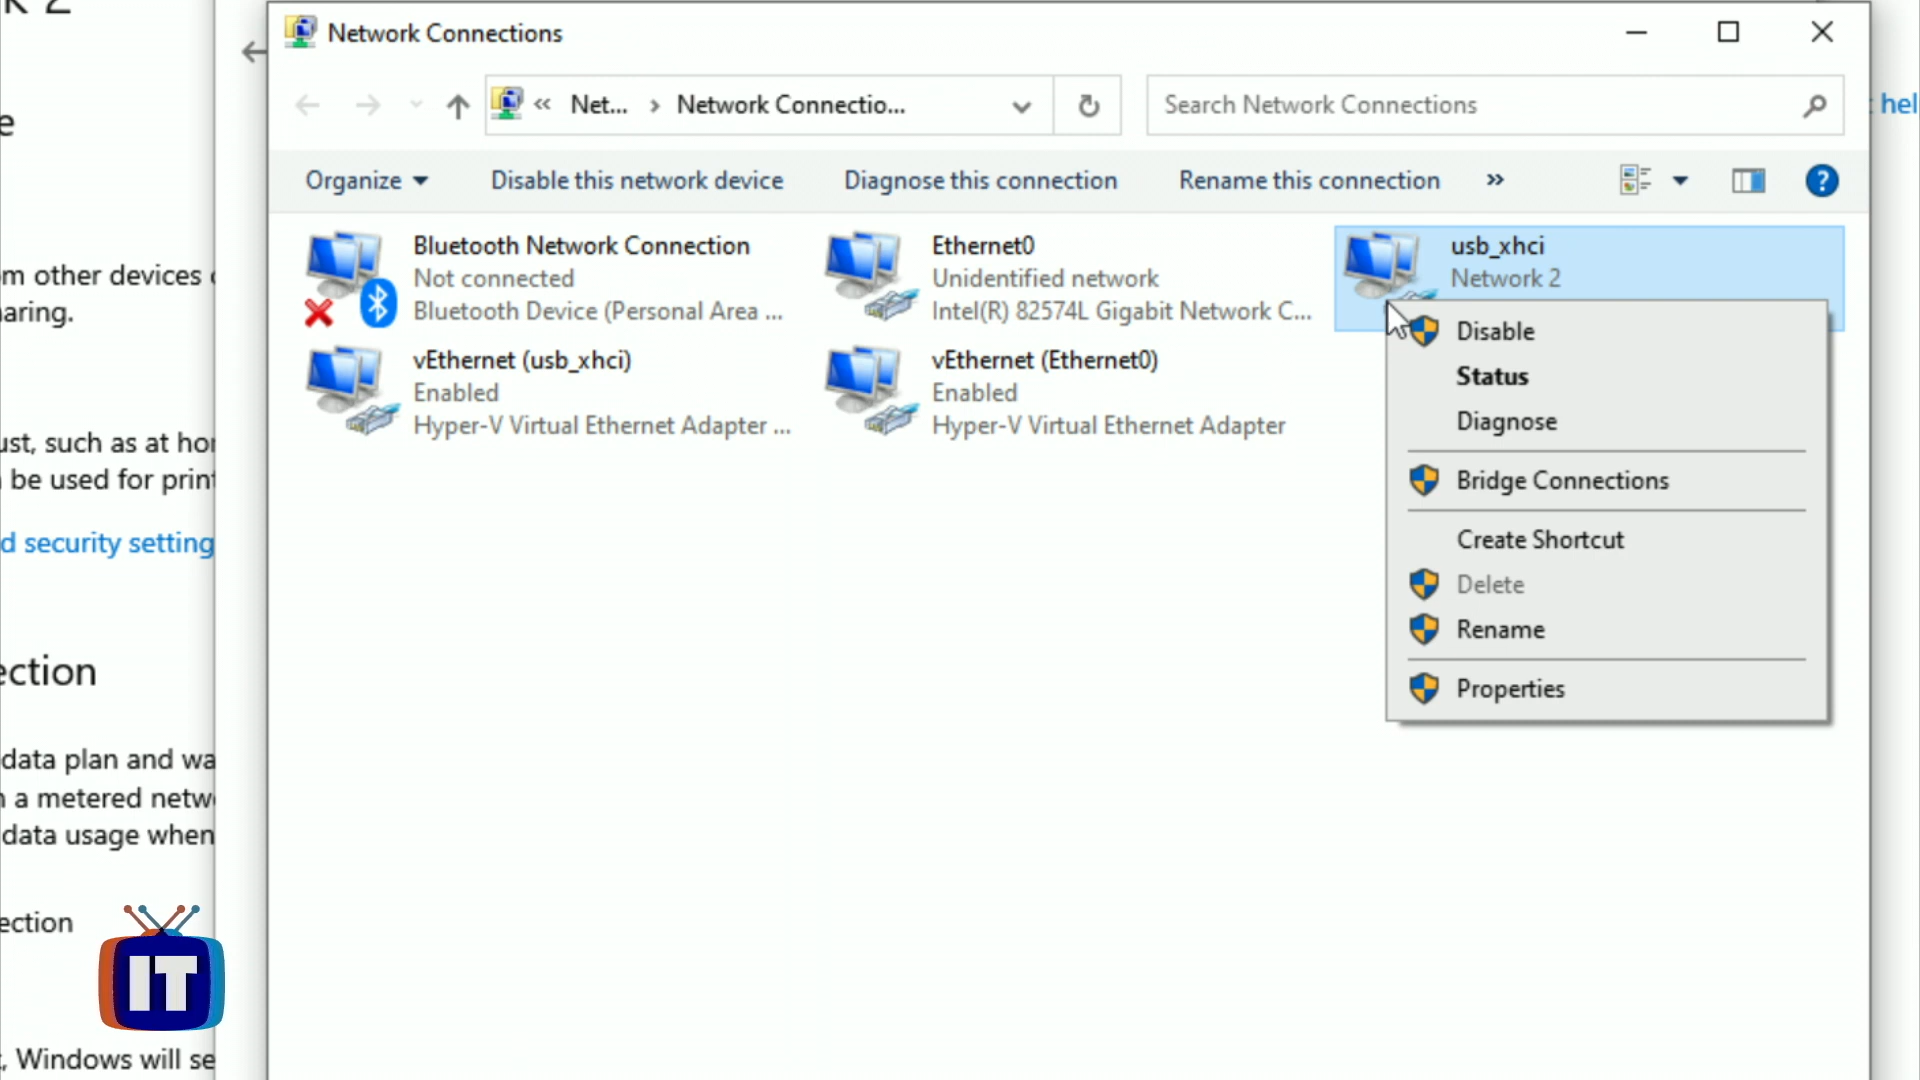 Network Connections
Net...
Network Connectio...
Search Network Connections
Organize
Disable this network device
Diagnose this connection
Rename this connection
»
?
Bluetooth Network Connection
Not connected
Bluetooth Device (Personal Area ...
Ethernet0
Unidentified network
Intel(R) 82574L Gigabit Network C...
usb_xhci
Network 2
vEthernet (usb_xhci)
Enabled
Hyper-V Virtual Ethernet Adapter ...
vEthernet (Ethernet0)
Enabled
Hyper-V Virtual Ethernet Adapter
Disable
Status
Diagnose
Bridge Connections
Create Shortcut
Delete
Rename
Properties
hel
e
m other devices
aring.
ust, such as at hor
be used for print
d security setting
ection
data plan and wa
a metered netw
data usage when
ection
IT
, Windows will se